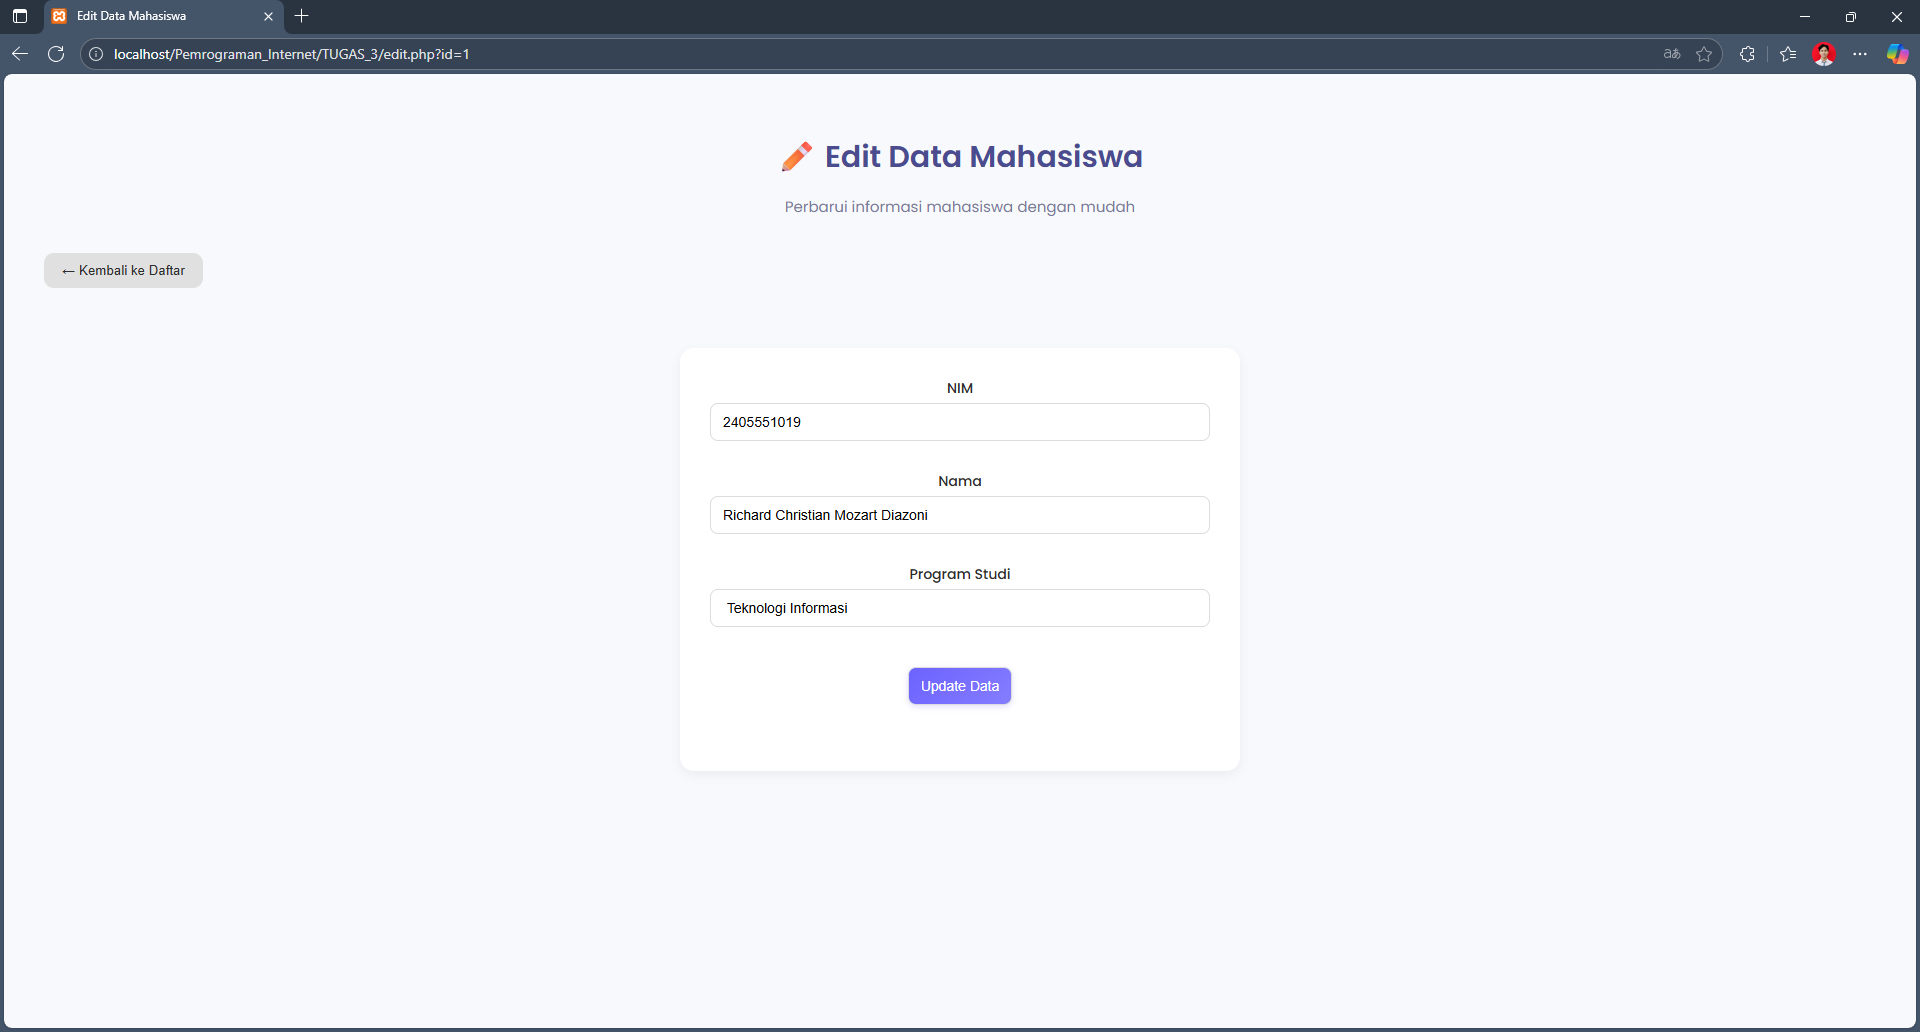 Edit Data Mahasiswa
localhost/Pemrograman_Internet/TUGAS_3/edit.php?id=1
Edit Data Mahasiswa
Perbarui informasi mahasiswa dengan mudah
← Kembali ke Daftar
NIM
2405551019
Nama
Richard Christian Mozart Diazoni
Program Studi
Teknologi Informasi
Update Data